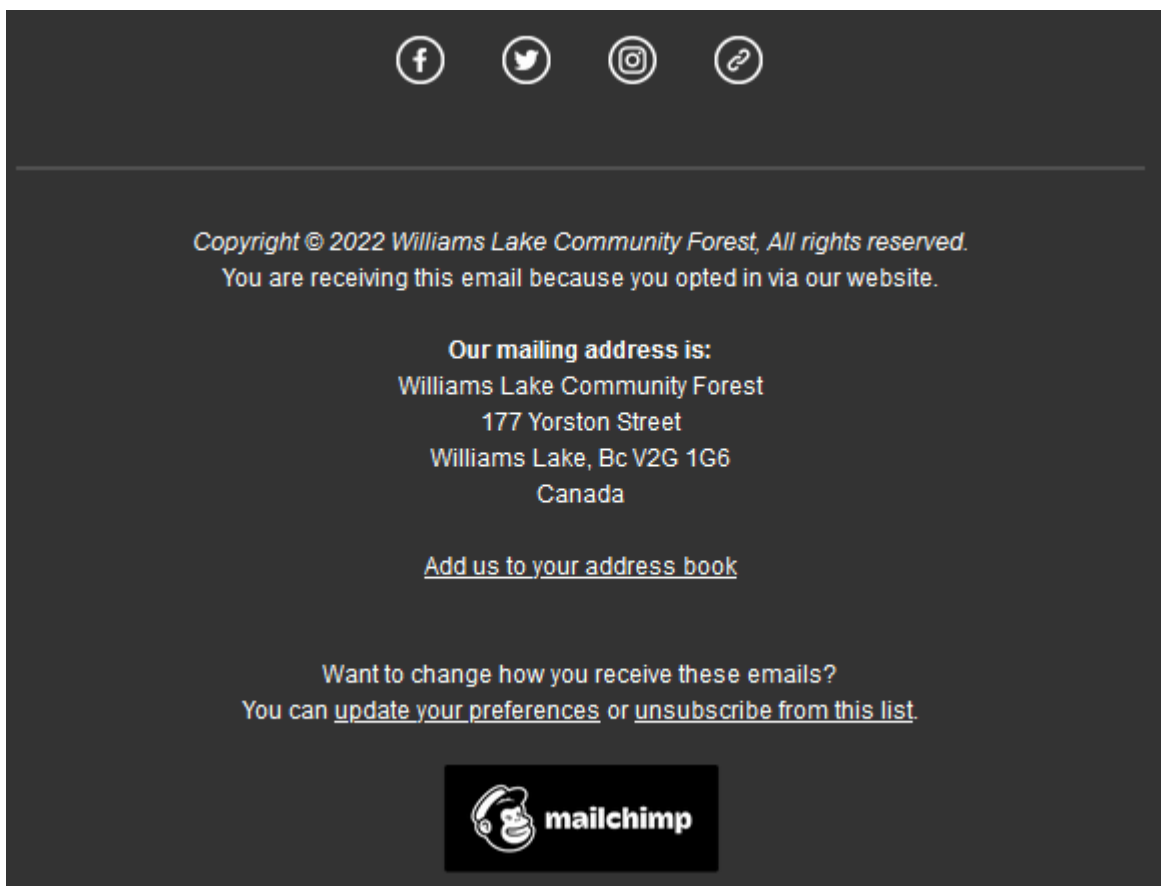 Copyright © 2022 Williams Lake Community Forest, All rights reserved.
You are receiving this email because you opted in via our website.
Our mailing address is:
Williams Lake Community Forest
177 Yorston Street
Williams Lake, Bc V2G 1G6
Canada
Add us to your address book
Want to change how you receive these emails?
You can update your preferences or unsubscribe from this list.
mailchimp